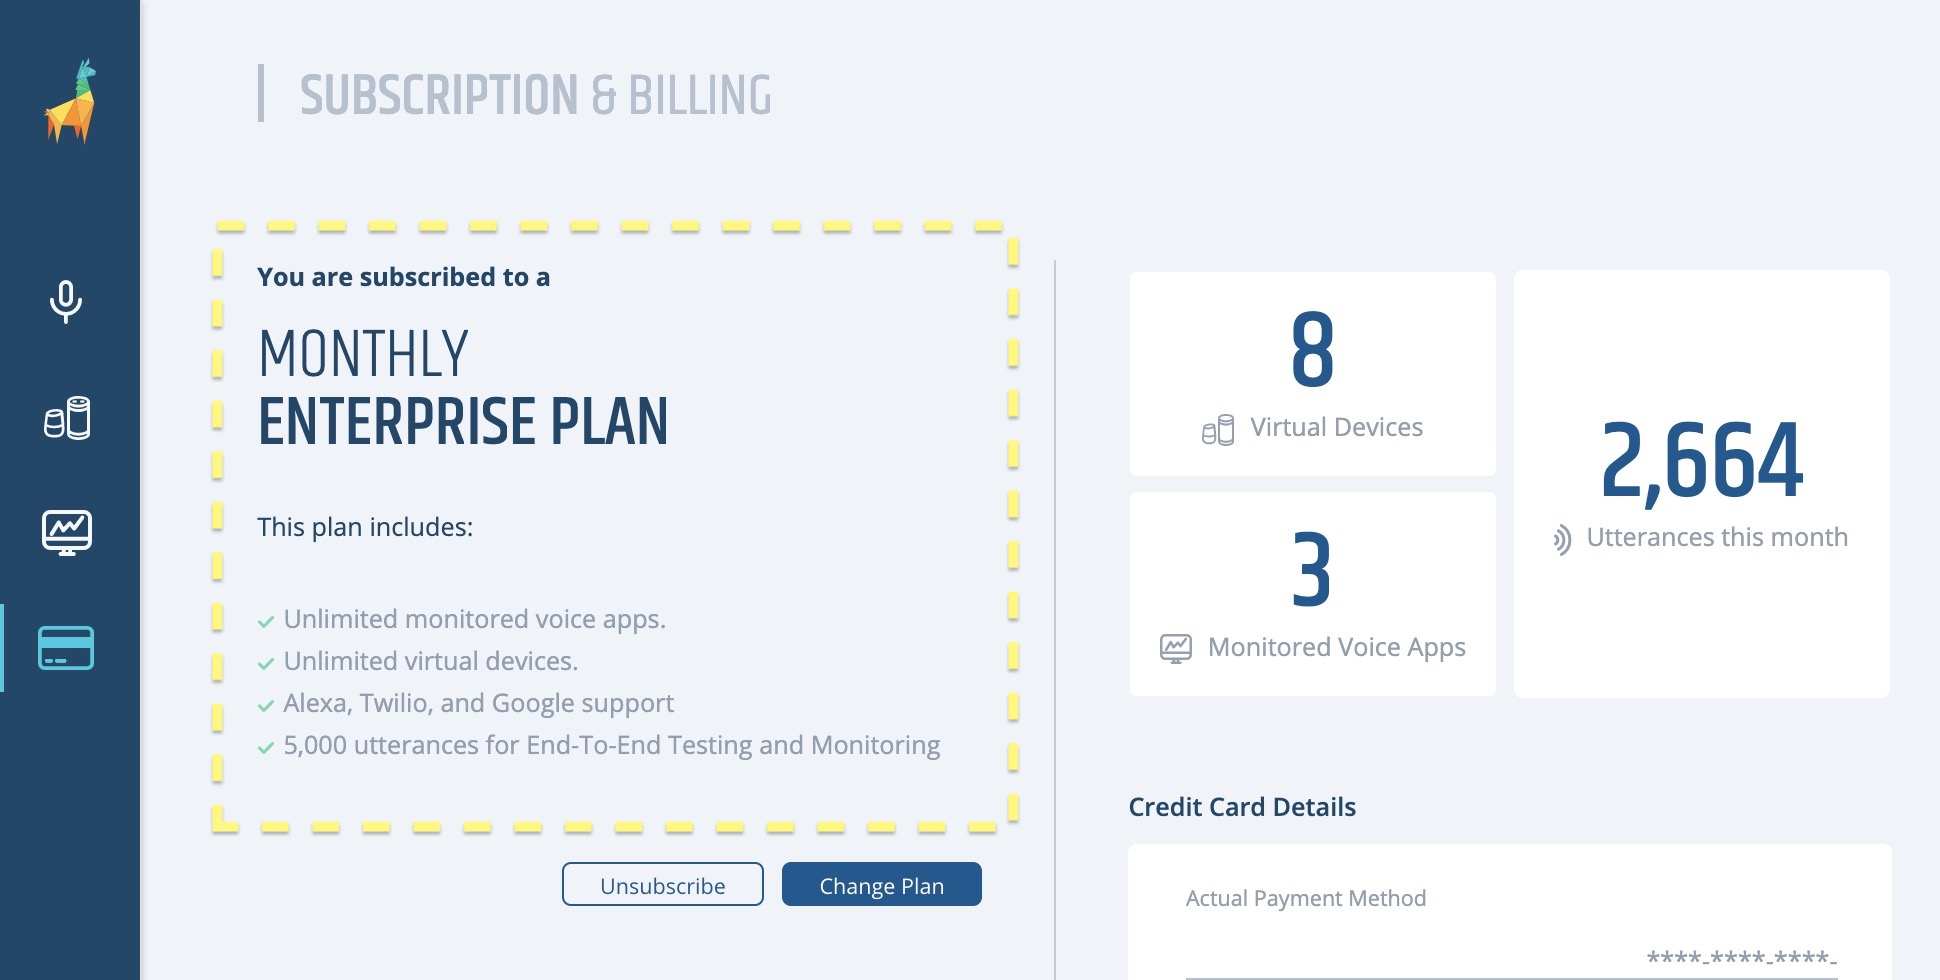 SUBSCRIPTION & BILLING
You are subscribed to a
MONTHLY
ENTERPRISE PLAN
This plan includes:
Unlimited monitored voice apps.
Unlimited virtual devices.
Alexa, Twilio, and Google support
5,000 utterances for End-To-End Testing and Monitoring
Unsubscribe
Change Plan
8
Virtual Devices
3
Monitored Voice Apps
2,664
Utterances this month
Credit Card Details
Actual Payment Method
****-****-****-